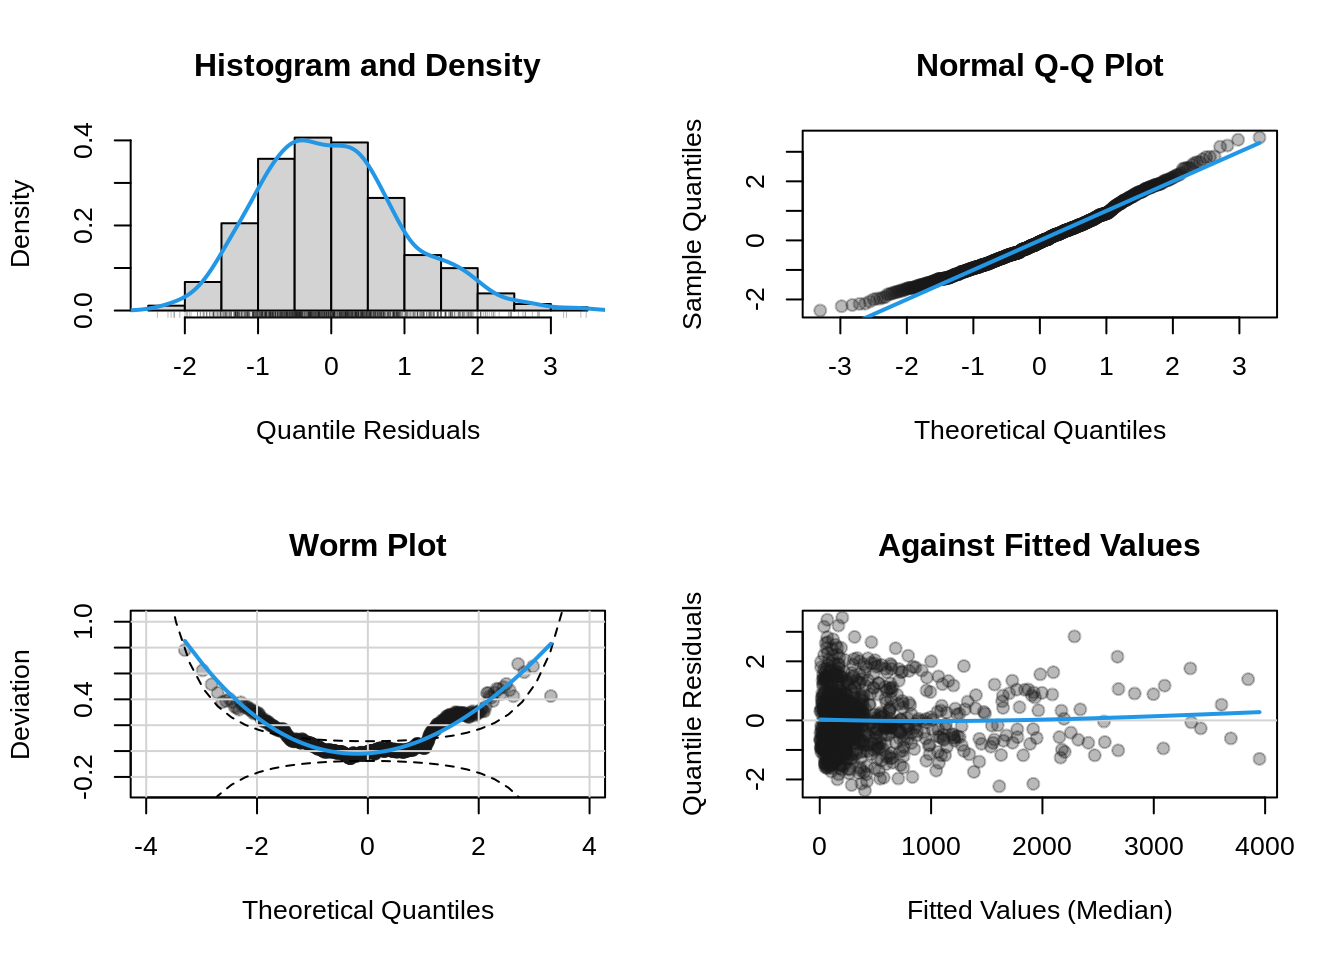 Histogram and Density
Density
0.0 0.2 0.4
-2 -1 0 1 2 3
Quantile Residuals
Normal Q-Q Plot
Sample Quantiles
-2 0 2
-3 -2 -1 0 1 2 3
Theoretical Quantiles
Worm Plot
Deviation
-0.2 0.4 1.0
-4 -2 0 2 4
Theoretical Quantiles
Against Fitted Values
Quantile Residuals
-2 0 2
0 1000 2000 3000 4000
Fitted Values (Median)